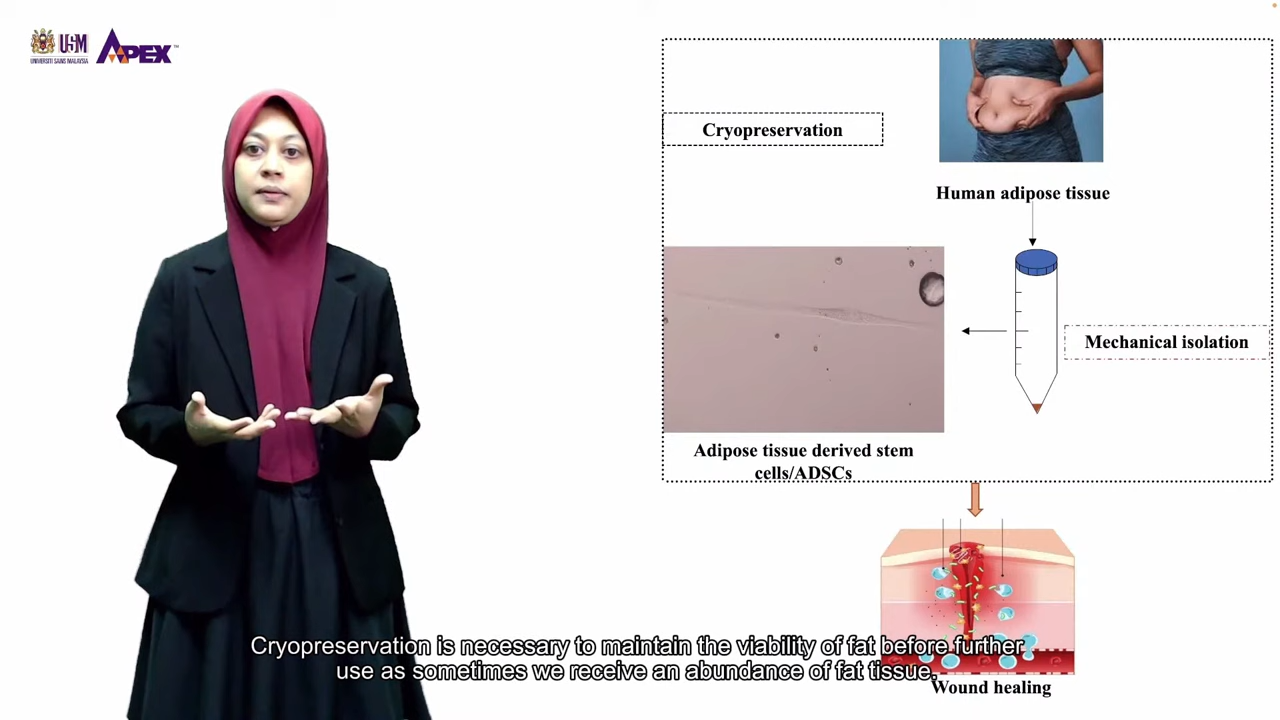 USM
UNIVERSITI SAINS MALAYSIA
APEX™
Cryopreservation
Human adipose tissue
Mechanical isolation
Adipose tissue derived stem
cells/ADSCs
Cryopreservation is necessary to maintain the viability of fat before further
use as sometimes we receive an abundance of fat tissue.
Wound healing